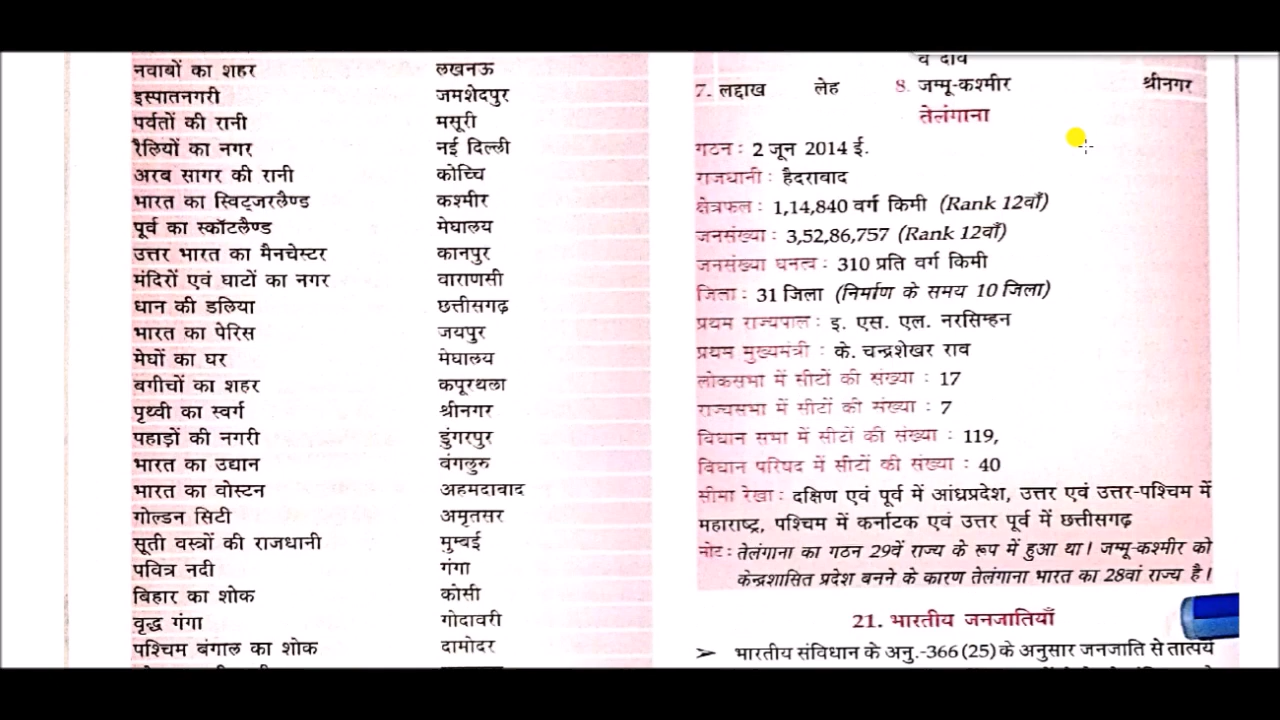 नवाबों का शहर लखनऊ
इस्पातनगरी जमशेदपुर
पर्वतों की रानी मसूरी
रैलियों का नगर नई दिल्ली
अरब सागर की रानी कोच्चि
भारत का स्विट्जरलैण्ड कश्मीर
पूर्व का स्कॉटलैण्ड मेघालय
उत्तर भारत का मैनचेस्टर कानपुर
मंदिरों एवं घाटों का नगर वाराणसी
धान की डलिया छत्तीसगढ़
भारत का पेरिस जयपुर
मेघों का घर मेघालय
बगीचों का शहर कपूरथला
पृथ्वी का स्वर्ग श्रीनगर
पहाड़ों की नगरी डुंगरपुर
भारत का उद्यान बंगलुरु
भारत का वोस्टन अहमदाबाद
गोल्डन सिटी अमृतसर
सूती वस्त्रों की राजधानी मुम्बई
पवित्र नदी गंगा
बिहार का शोक कोसी
वृद्ध गंगा गोदावरी
पश्चिम बंगाल का शोक दामोदर
व दीव
7. लद्दाख लेह 8. जम्मू-कश्मीर श्रीनगर
तेलंगाना
गठन : 2 जून 2014 ई.
राजधानी : हैदराबाद
क्षेत्रफल : 1,14,840 वर्ग किमी (Rank 12वाँ)
जनसंख्या : 3,52,86,757 (Rank 12वाँ)
जनसंख्या घनत्व : 310 प्रति वर्ग किमी
जिला : 31 जिला (निर्माण के समय 10 जिला)
प्रथम राज्यपाल : इ. एस. एल. नरसिम्हन
प्रथम मुख्यमंत्री : के. चन्द्रशेखर राव
लोकसभा में सीटों की संख्या : 17
राज्यसभा में सीटों की संख्या : 7
विधान सभा में सीटों की संख्या : 119,
विधान परिषद में सीटों की संख्या : 40
सीमा रेखा : दक्षिण एवं पूर्व में आंध्रप्रदेश, उत्तर एवं उत्तर-पश्चिम में
महाराष्ट्र, पश्चिम में कर्नाटक एवं उत्तर पूर्व में छत्तीसगढ़
नोट : तेलंगाना का गठन 29वें राज्य के रूप में हुआ था। जम्मू-कश्मीर को
केन्द्रशासित प्रदेश बनने के कारण तेलंगाना भारत का 28वां राज्य है।
21. भारतीय जनजातियाँ
➢ भारतीय संविधान के अनु.-366 (25) के अनुसार जनजाति से तात्पर्य